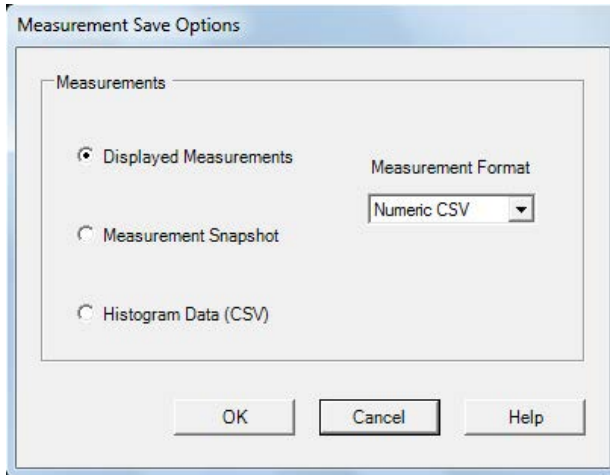 Measurement Save Options
Measurements
Displayed Measurements
Measurement Format
Numeric CSV
Measurement Snapshot
Histogram Data (CSV)
OK
Cancel
Help